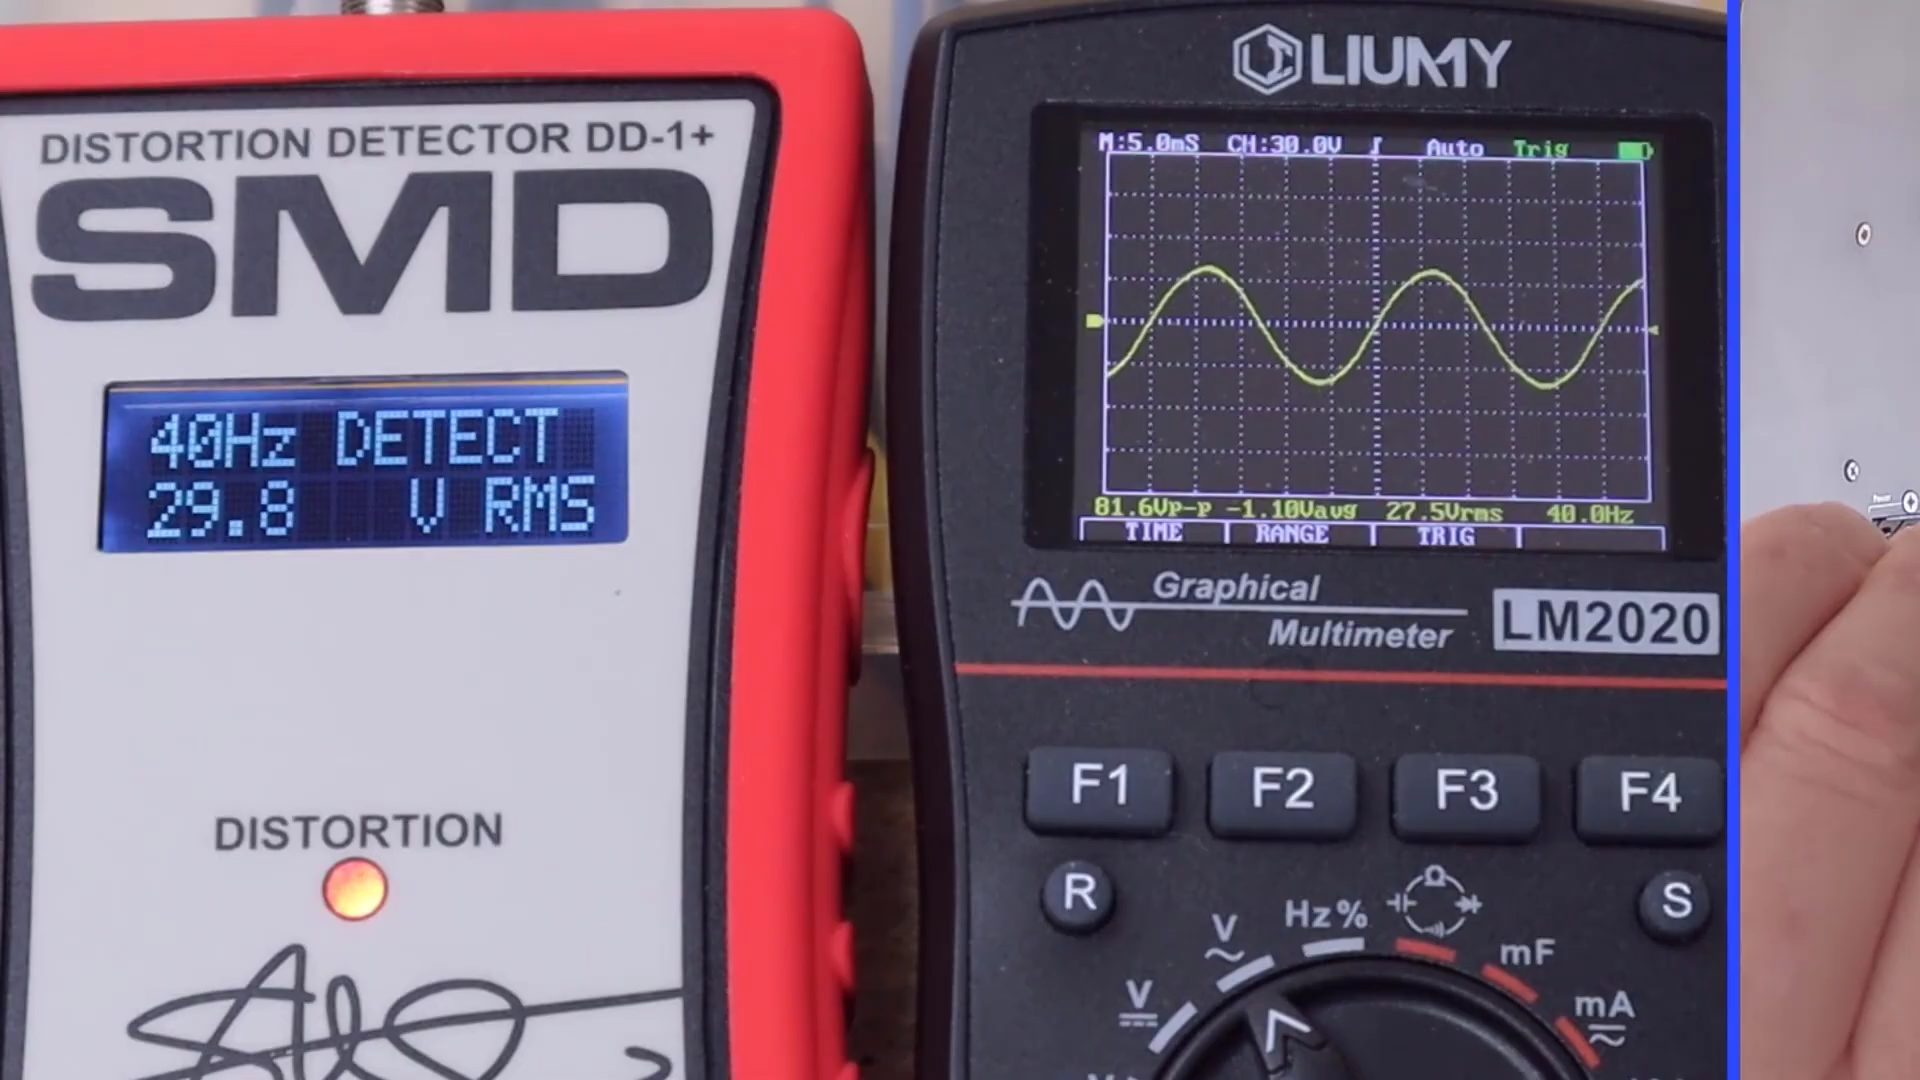 DISTORTION DETECTOR DD-1+
SMD
40Hz DETECT
29.8 V RMS
DISTORTION
LIUMY
M:5.0mS CH:30.0V Auto Trig
81.6Vp-p -1.10Vavg 27.5Vrms 40.0Hz
TIME RANGE TRIG
Graphical
Multimeter
LM2020
F1 F2 F3 F4
R
S
Hz%
V
Ω
mF
V
mA